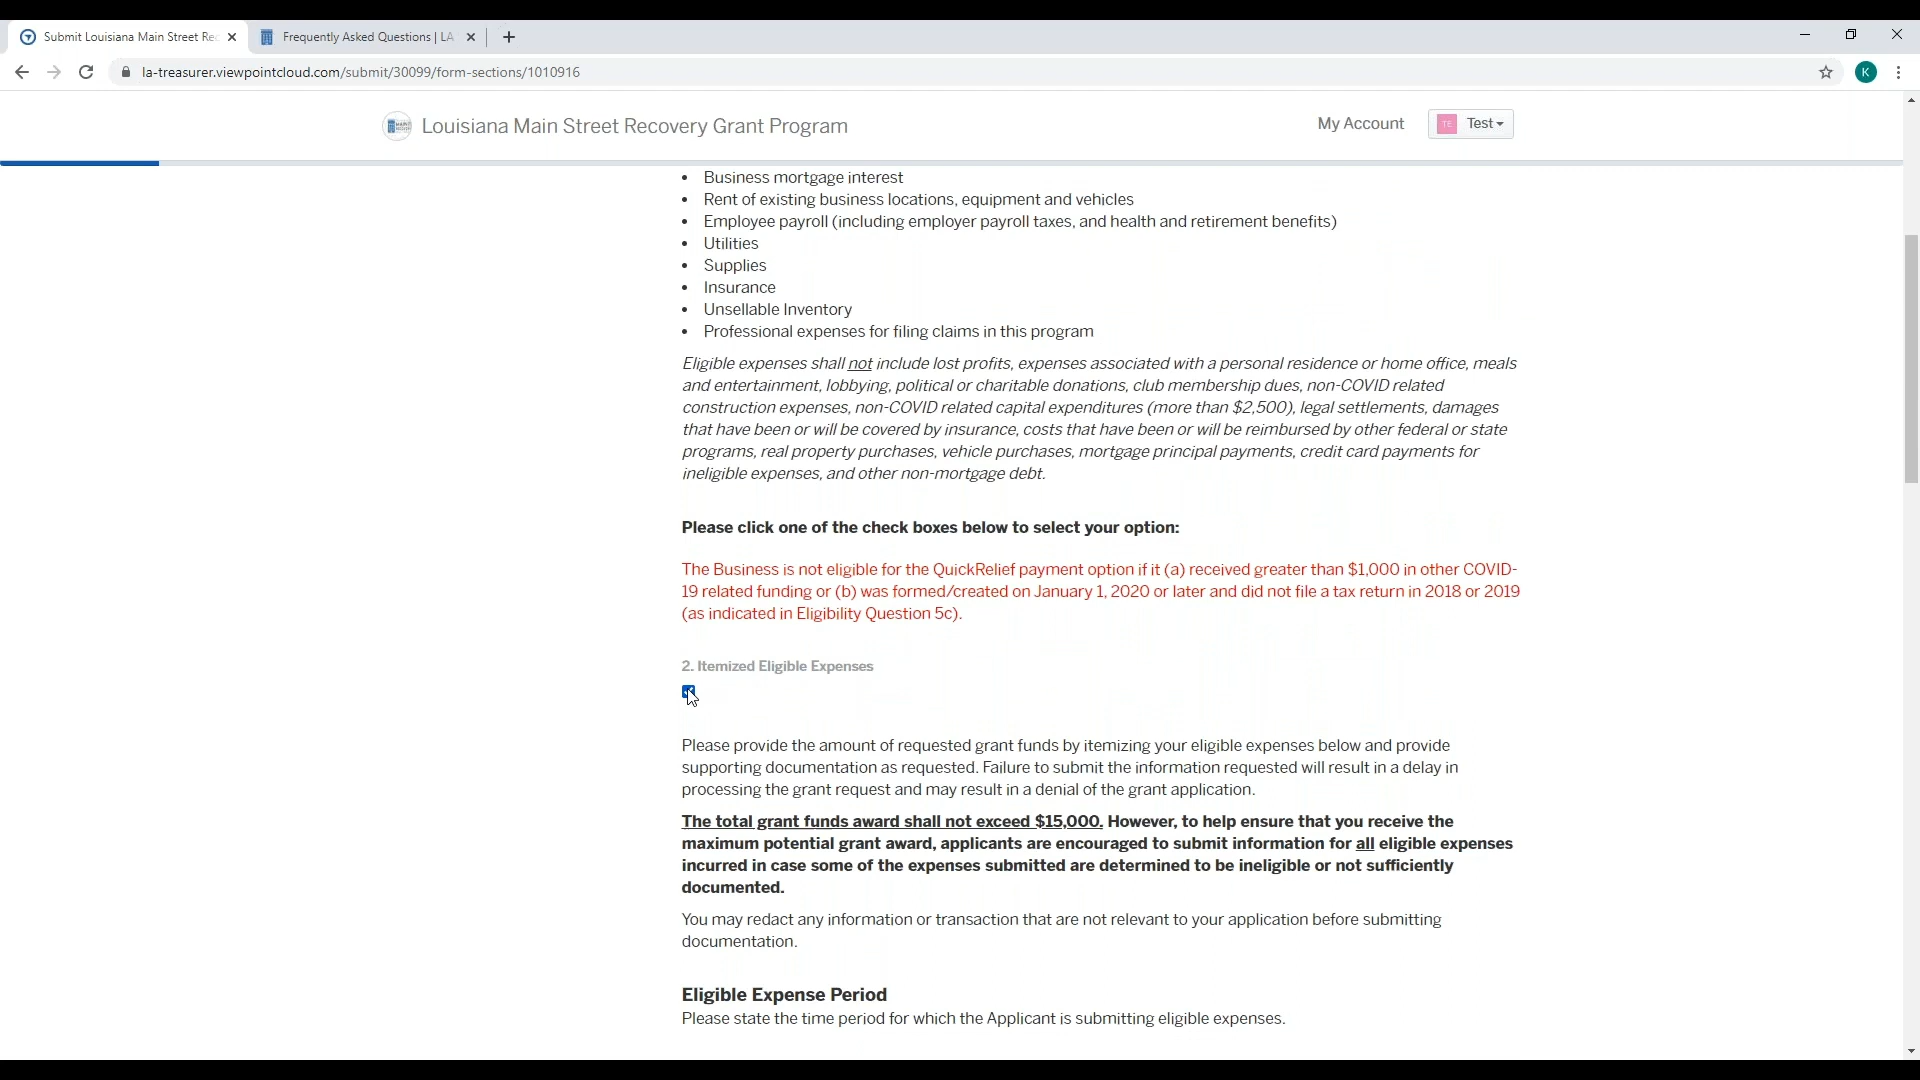 Submit Louisiana Main Street Rec
Frequently Asked Questions | LA
la-treasurer.viewpointcloud.com/submit/30099/form-sections/1010916
K
Louisiana Main Street Recovery Grant Program
My Account
TE
Test
• Business mortgage interest
• Rent of existing business locations, equipment and vehicles
• Employee payroll (including employer payroll taxes, and health and retirement benefits)
• Utilities
• Supplies
• Insurance
• Unsellable Inventory
• Professional expenses for filing claims in this program
Eligible expenses shall not include lost profits, expenses associated with a personal residence or home office, meals
and entertainment, lobbying, political or charitable donations, club membership dues, non-COVID related
construction expenses, non-COVID related capital expenditures (more than $2,500), legal settlements, damages
that have been or will be covered by insurance, costs that have been or will be reimbursed by other federal or state
programs, real property purchases, vehicle purchases, mortgage principal payments, credit card payments for
ineligible expenses, and other non-mortgage debt.
Please click one of the check boxes below to select your option:
The Business is not eligible for the QuickRelief payment option if it (a) received greater than $1,000 in other COVID-
19 related funding or (b) was formed/created on January 1, 2020 or later and did not file a tax return in 2018 or 2019
(as indicated in Eligibility Question 5c).
2. Itemized Eligible Expenses
Please provide the amount of requested grant funds by itemizing your eligible expenses below and provide
supporting documentation as requested. Failure to submit the information requested will result in a delay in
processing the grant request and may result in a denial of the grant application.
The total grant funds award shall not exceed $15,000. However, to help ensure that you receive the
maximum potential grant award, applicants are encouraged to submit information for all eligible expenses
incurred in case some of the expenses submitted are determined to be ineligible or not sufficiently
documented.
You may redact any information or transaction that are not relevant to your application before submitting
documentation.
Eligible Expense Period
Please state the time period for which the Applicant is submitting eligible expenses.